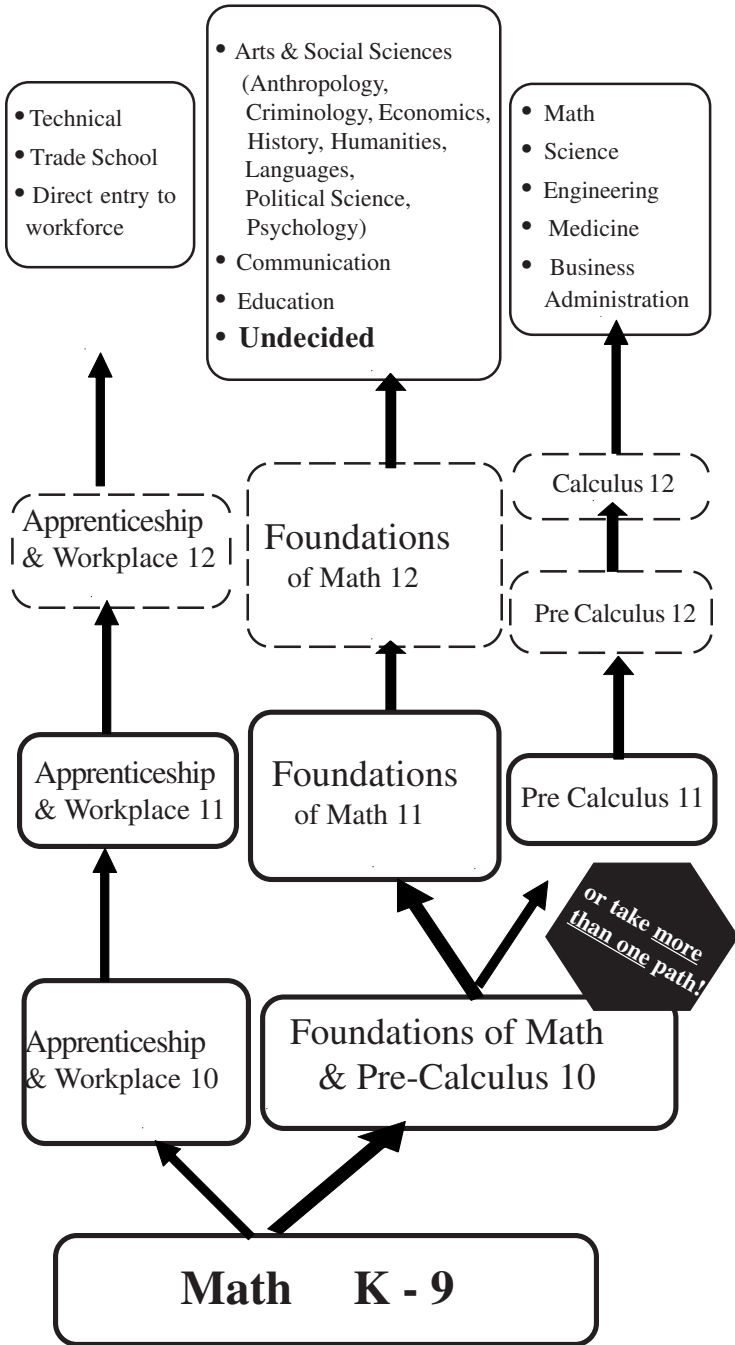 • Technical
• Trade School
• Direct entry to
workforce
• Arts & Social Sciences
(Anthropology,
Criminology, Economics,
History, Humanities,
Languages,
Political Science,
Psychology)
• Communication
• Education
• Undecided
• Math
• Science
• Engineering
• Medicine
• Business
Administration
Apprenticeship
& Workplace 12
Foundations
of Math 12
Calculus 12
Pre Calculus 12
Apprenticeship
& Workplace 11
Foundations
of Math 11
Pre Calculus 11
or take more
than one path!
Apprenticeship
& Workplace 10
Foundations of Math
& Pre-Calculus 10
Math K - 9